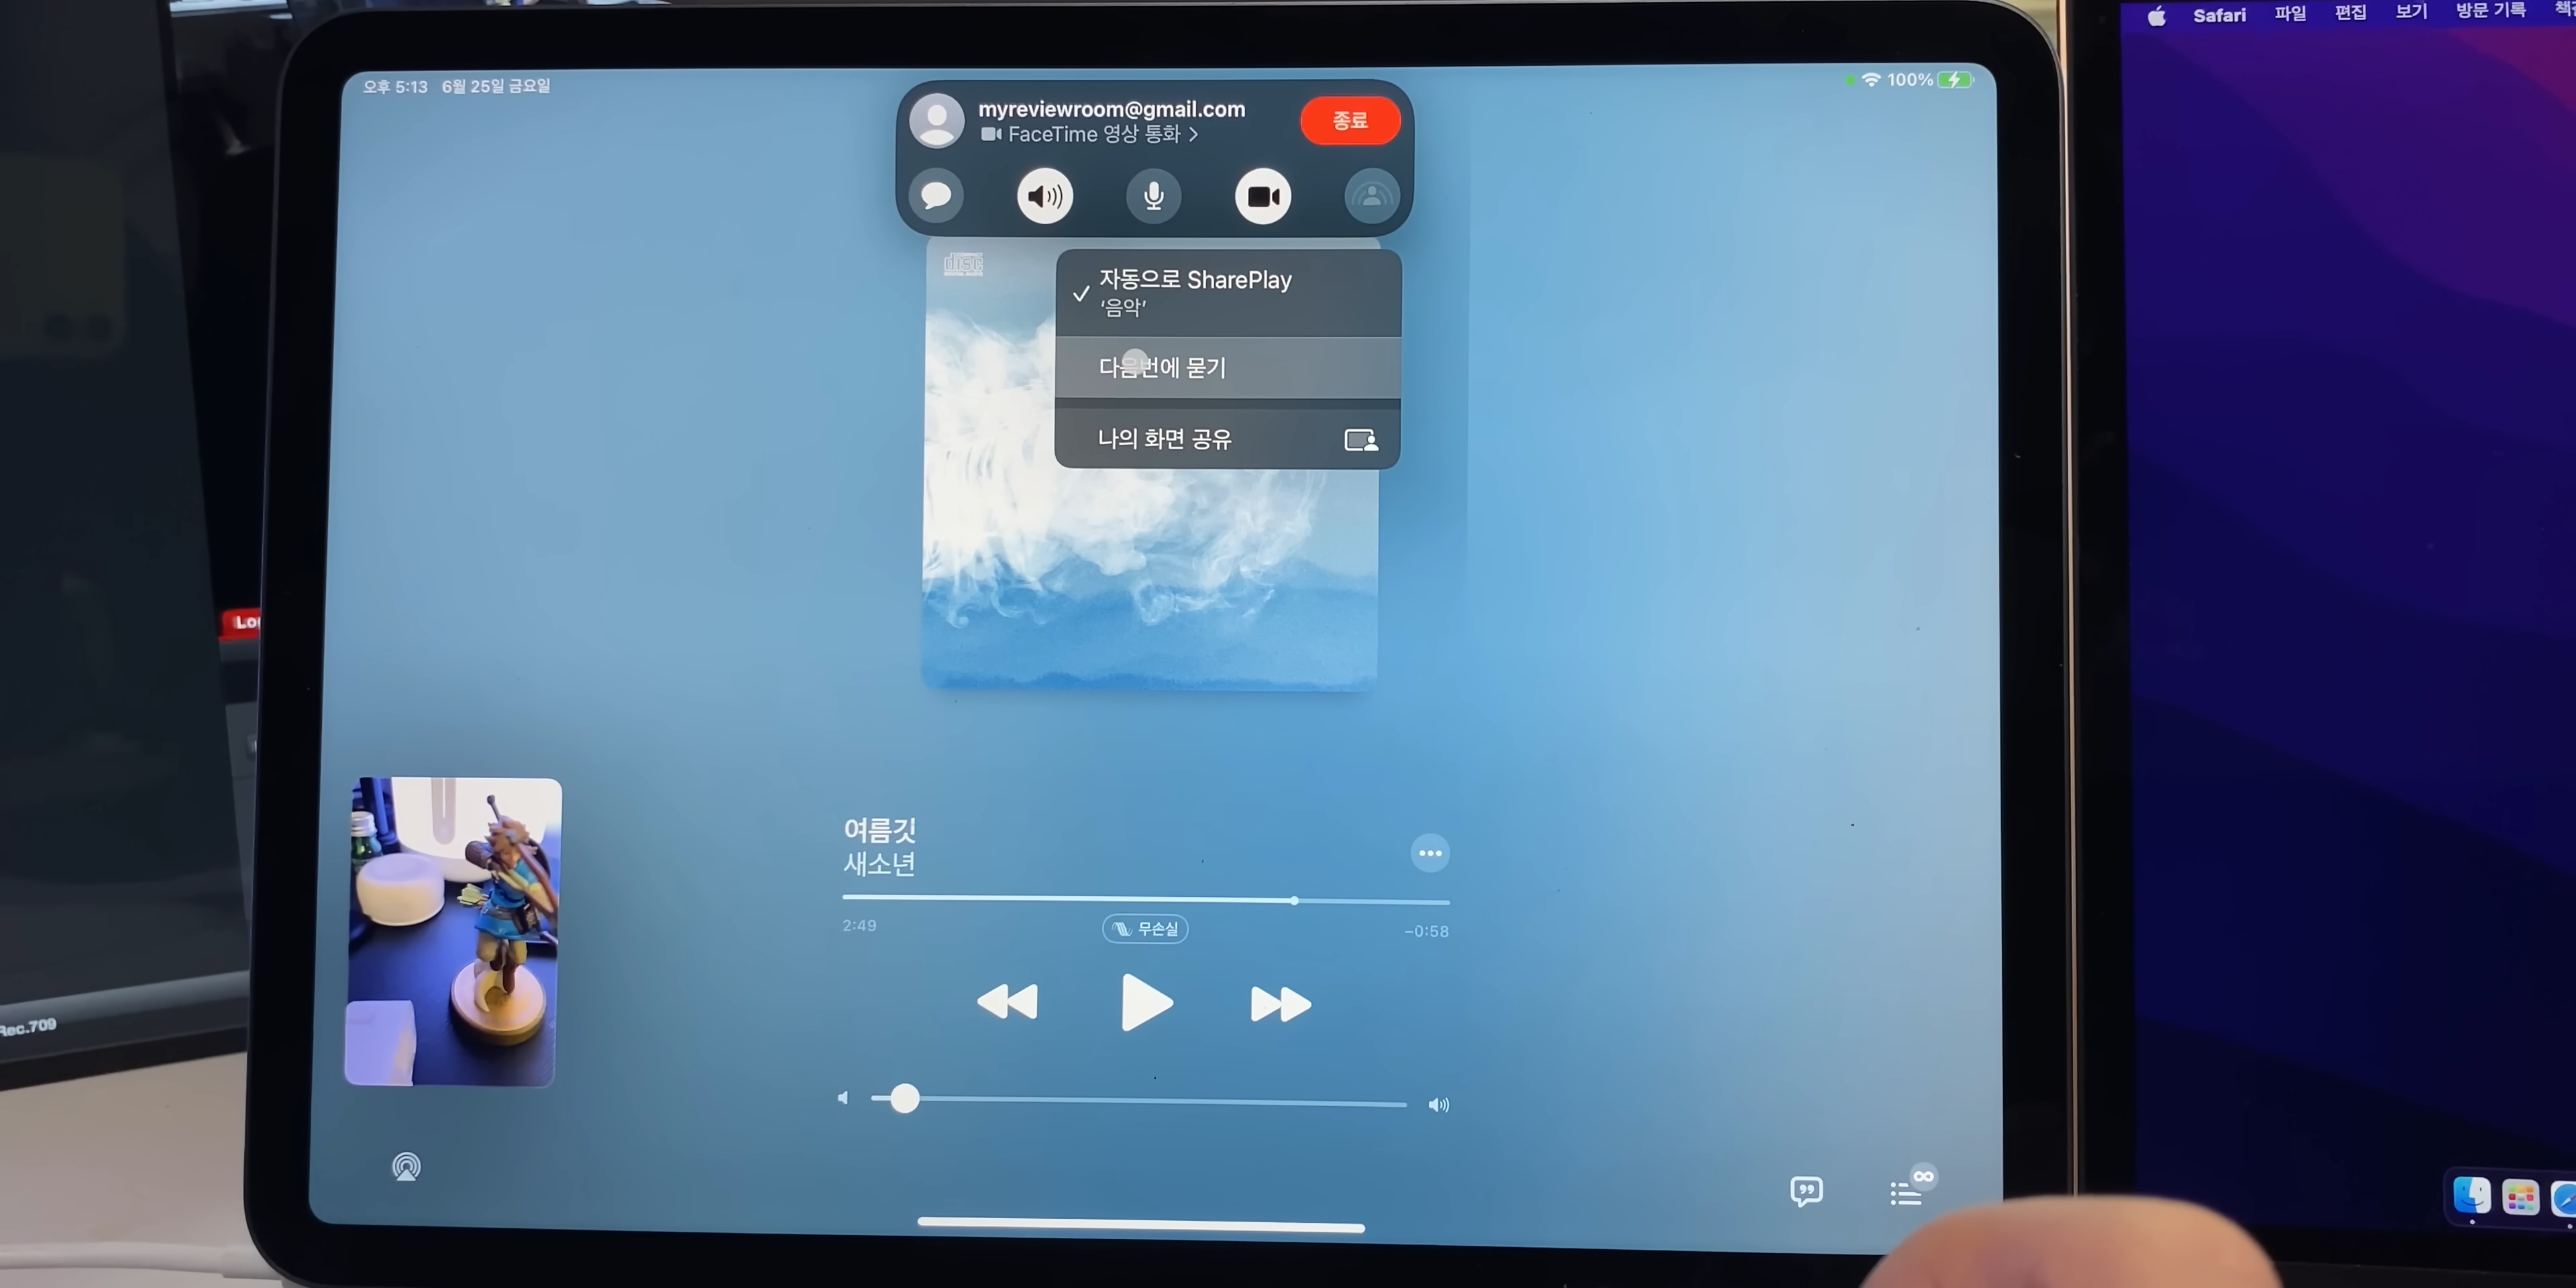 Safari 파일 편집 보기 방문 기록
오후 5:13 6월 25일 금요일
100%
myreviewroom@gmail.com
FaceTime 영상 통화 >
종료
disc
자동으로 SharePlay
‘음악’
다음번에 묻기
나의 화면 공유
여름깃
새소년
2:49
무손실
-0:58
Rec.709